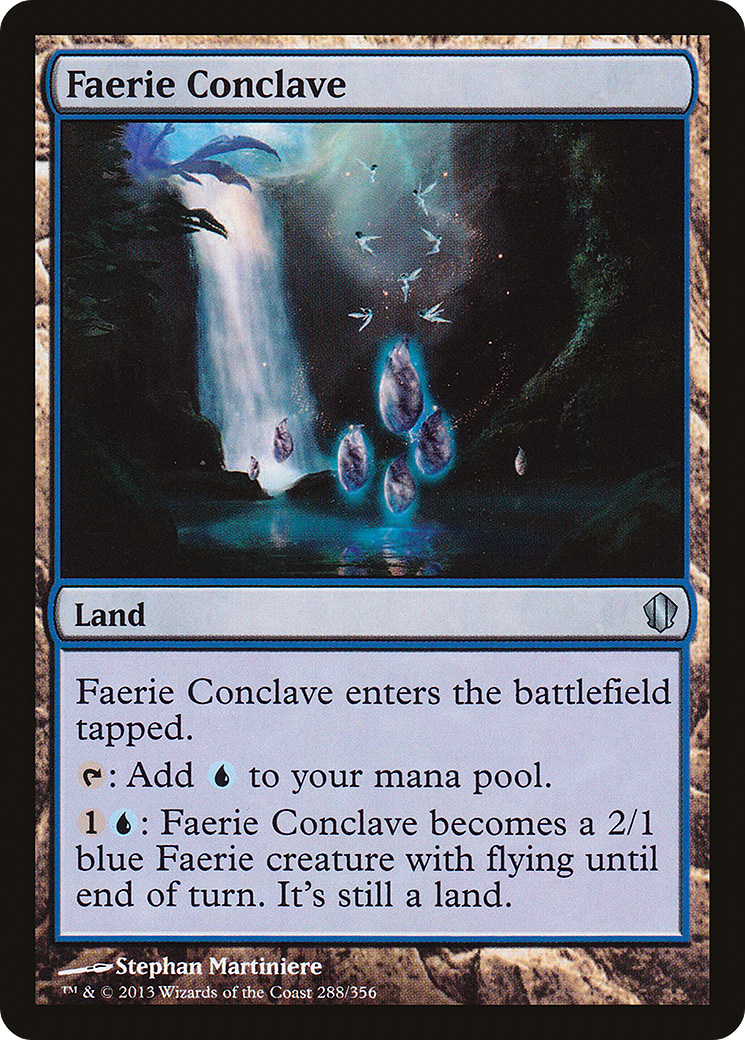 Faerie Conclave
Land
Faerie Conclave enters the battlefield
tapped.
: Add to your mana pool.
1 : Faerie Conclave becomes a 2/1
blue Faerie creature with flying until
end of turn. It's still a land.
Stephan Martiniere
™ & © 2013 Wizards of the Coast 288/356